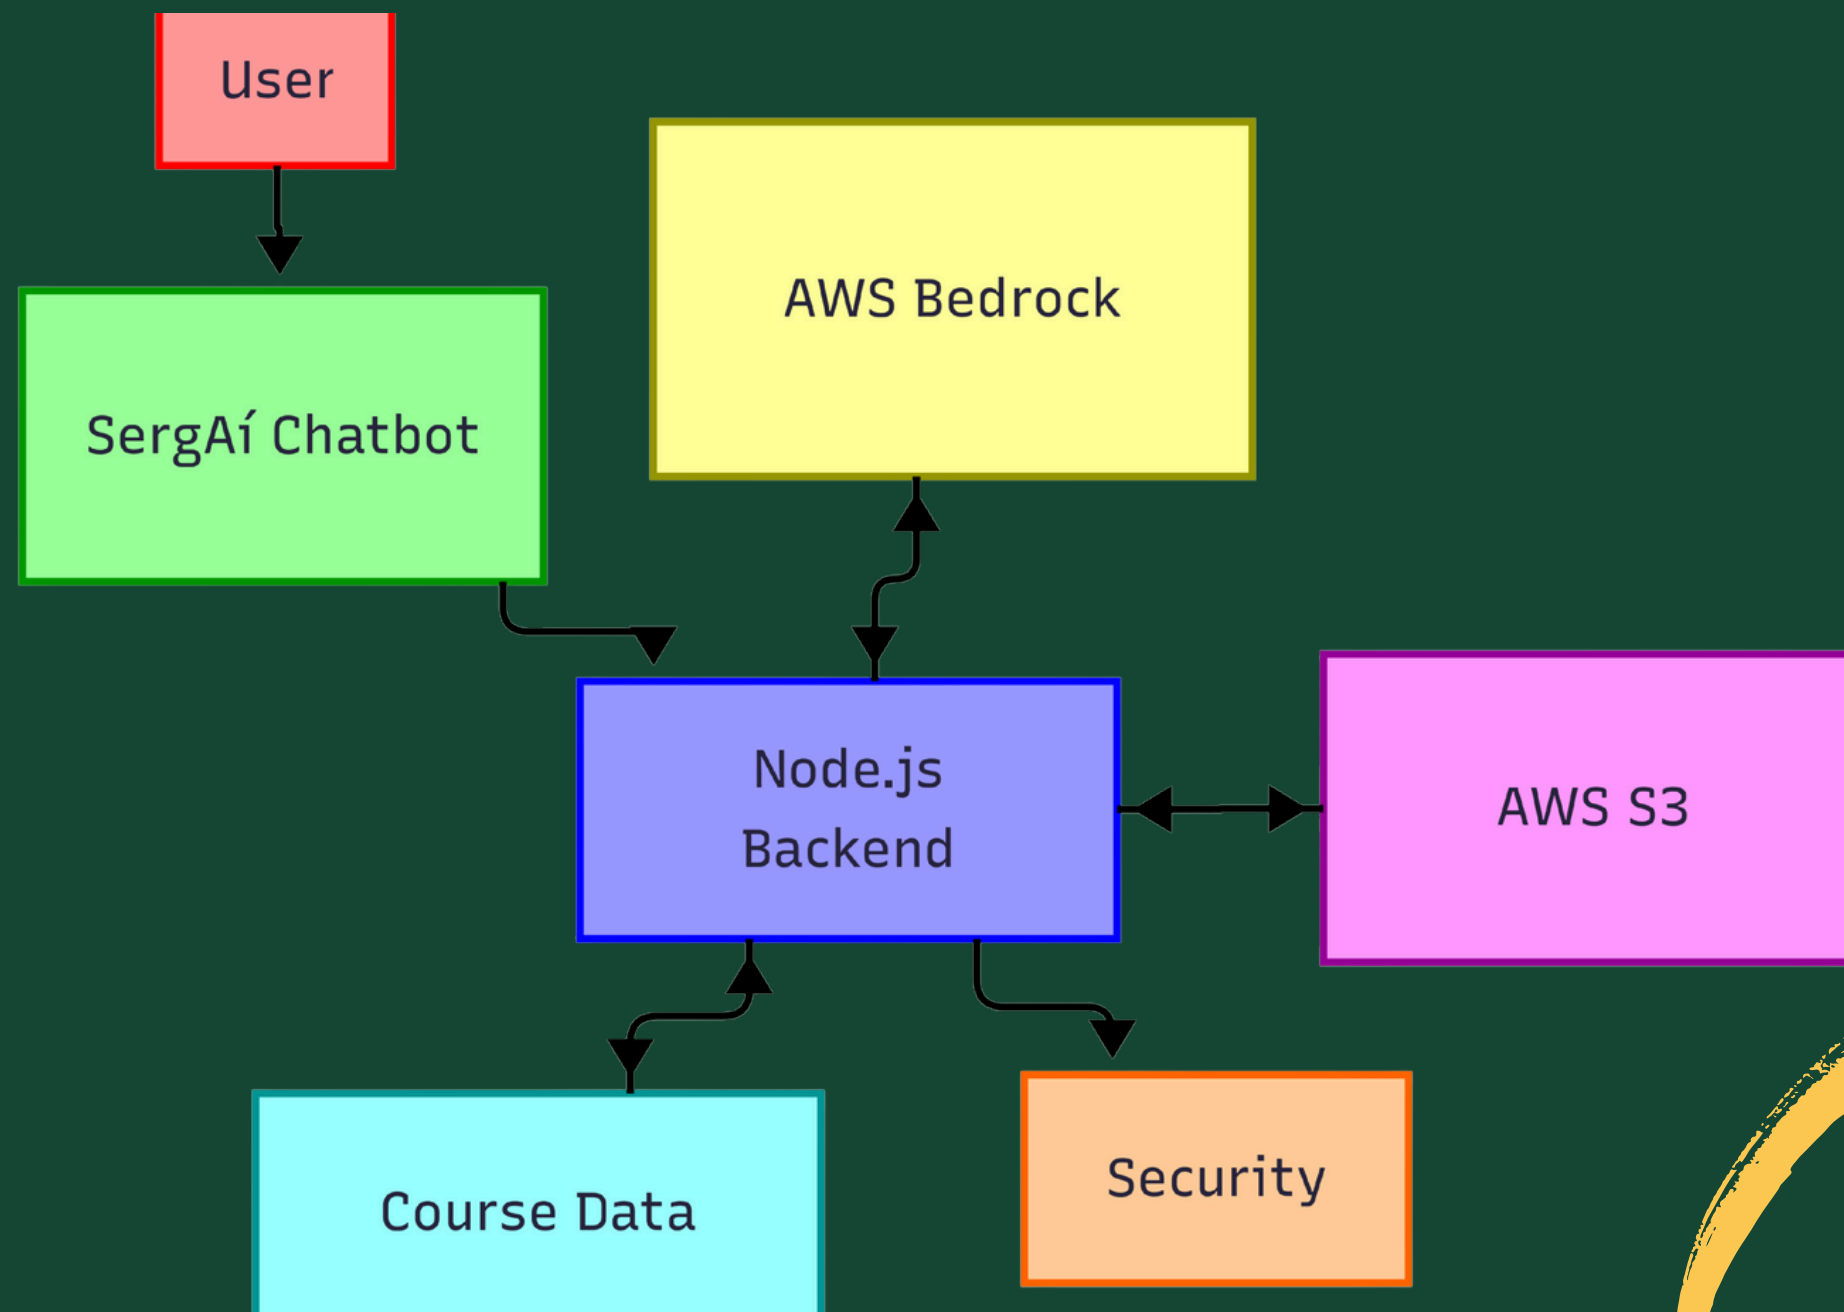 User
AWS Bedrock
SergAí Chatbot
Node.js
Backend
AWS S3
Security
Course Data